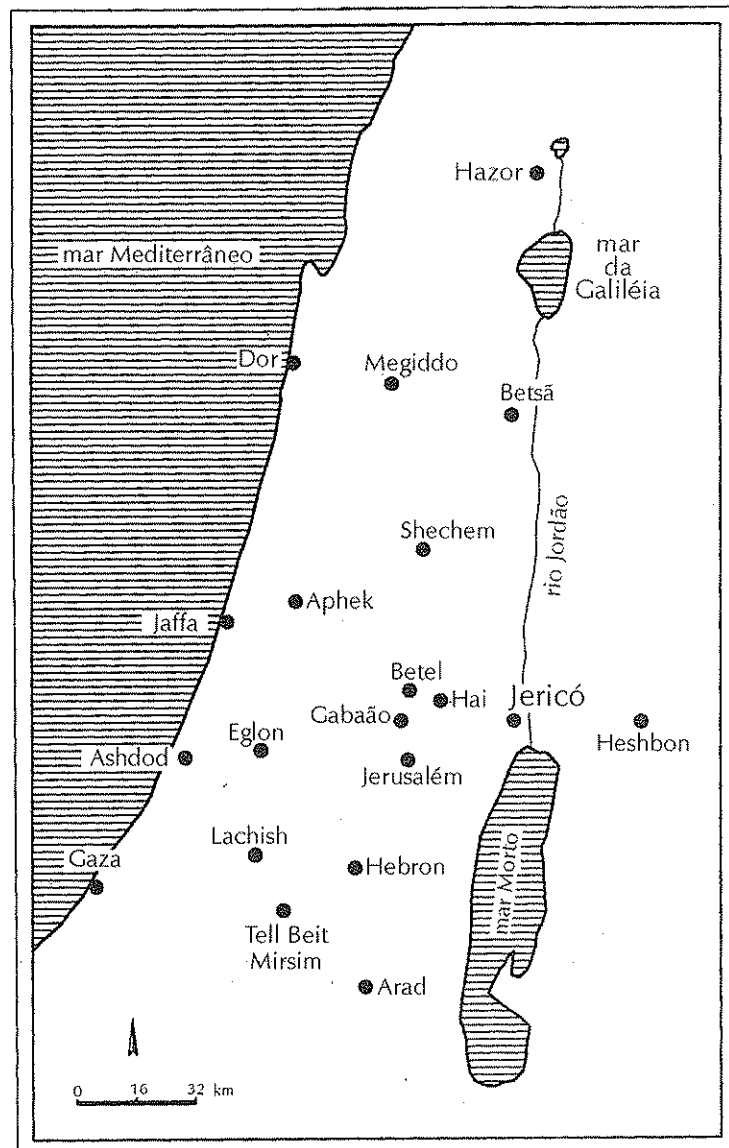 Hazor
mar
da
Galiléia
mar Mediterrâneo
Dor
Megiddo
Betsã
rio Jordão
Shechem
Aphek
Jaffa
Betel
Hai
Jericó
Gabaão
Heshbon
Eglon
Ashdod
Jerusalém
Lachish
Gaza
Hebron
mar Morto
Tell Beit
Mirsim
Arad
0 16 32 km